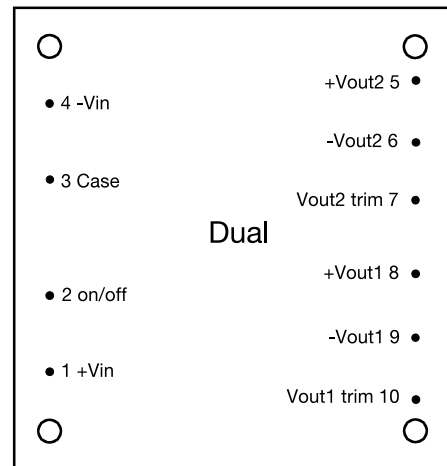 4 -Vin
3 Case
2 on/off
1 +Vin
Dual
+Vout2 5
-Vout2 6
Vout2 trim 7
+Vout1 8
-Vout1 9
Vout1 trim 10